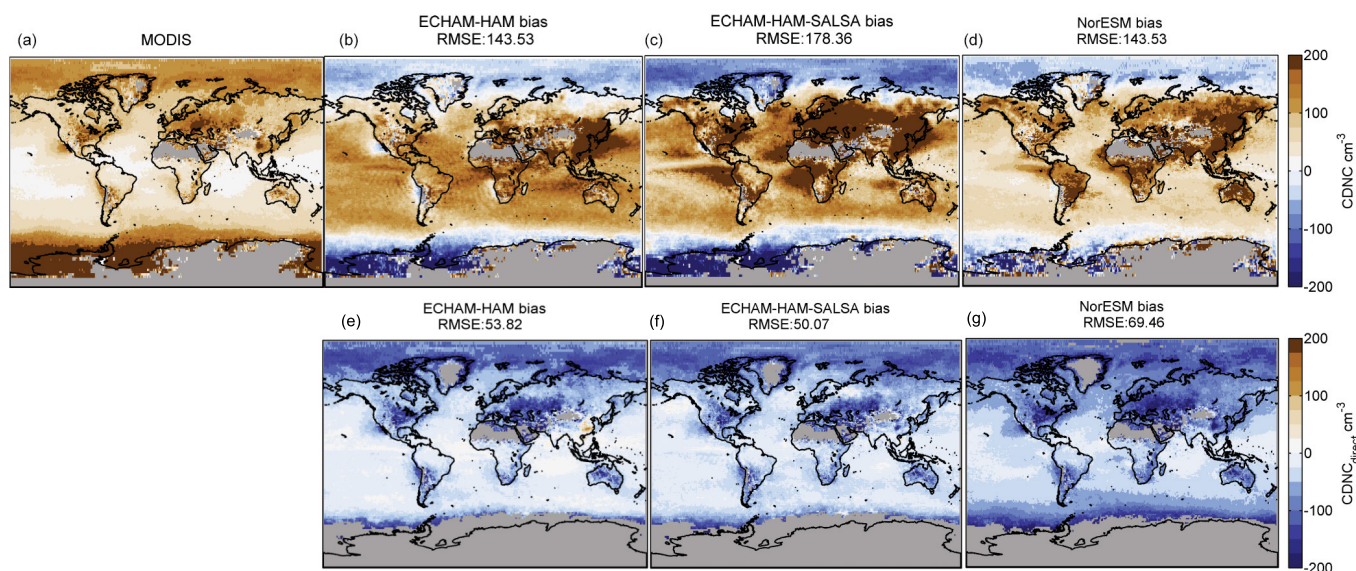 (a)
MODIS
(b)
ECHAM-HAM bias
RMSE:143.53
(c)
ECHAM-HAM-SALSA bias
RMSE:178.36
(d)
NorESM bias
RMSE:143.53
200
100
0
-100
-200
CDNC cm-3
(e)
ECHAM-HAM bias
RMSE:53.82
(f)
ECHAM-HAM-SALSA bias
RMSE:50.07
(g)
NorESM bias
RMSE:69.46
200
100
0
-100
-200
CDNCdirect cm-3